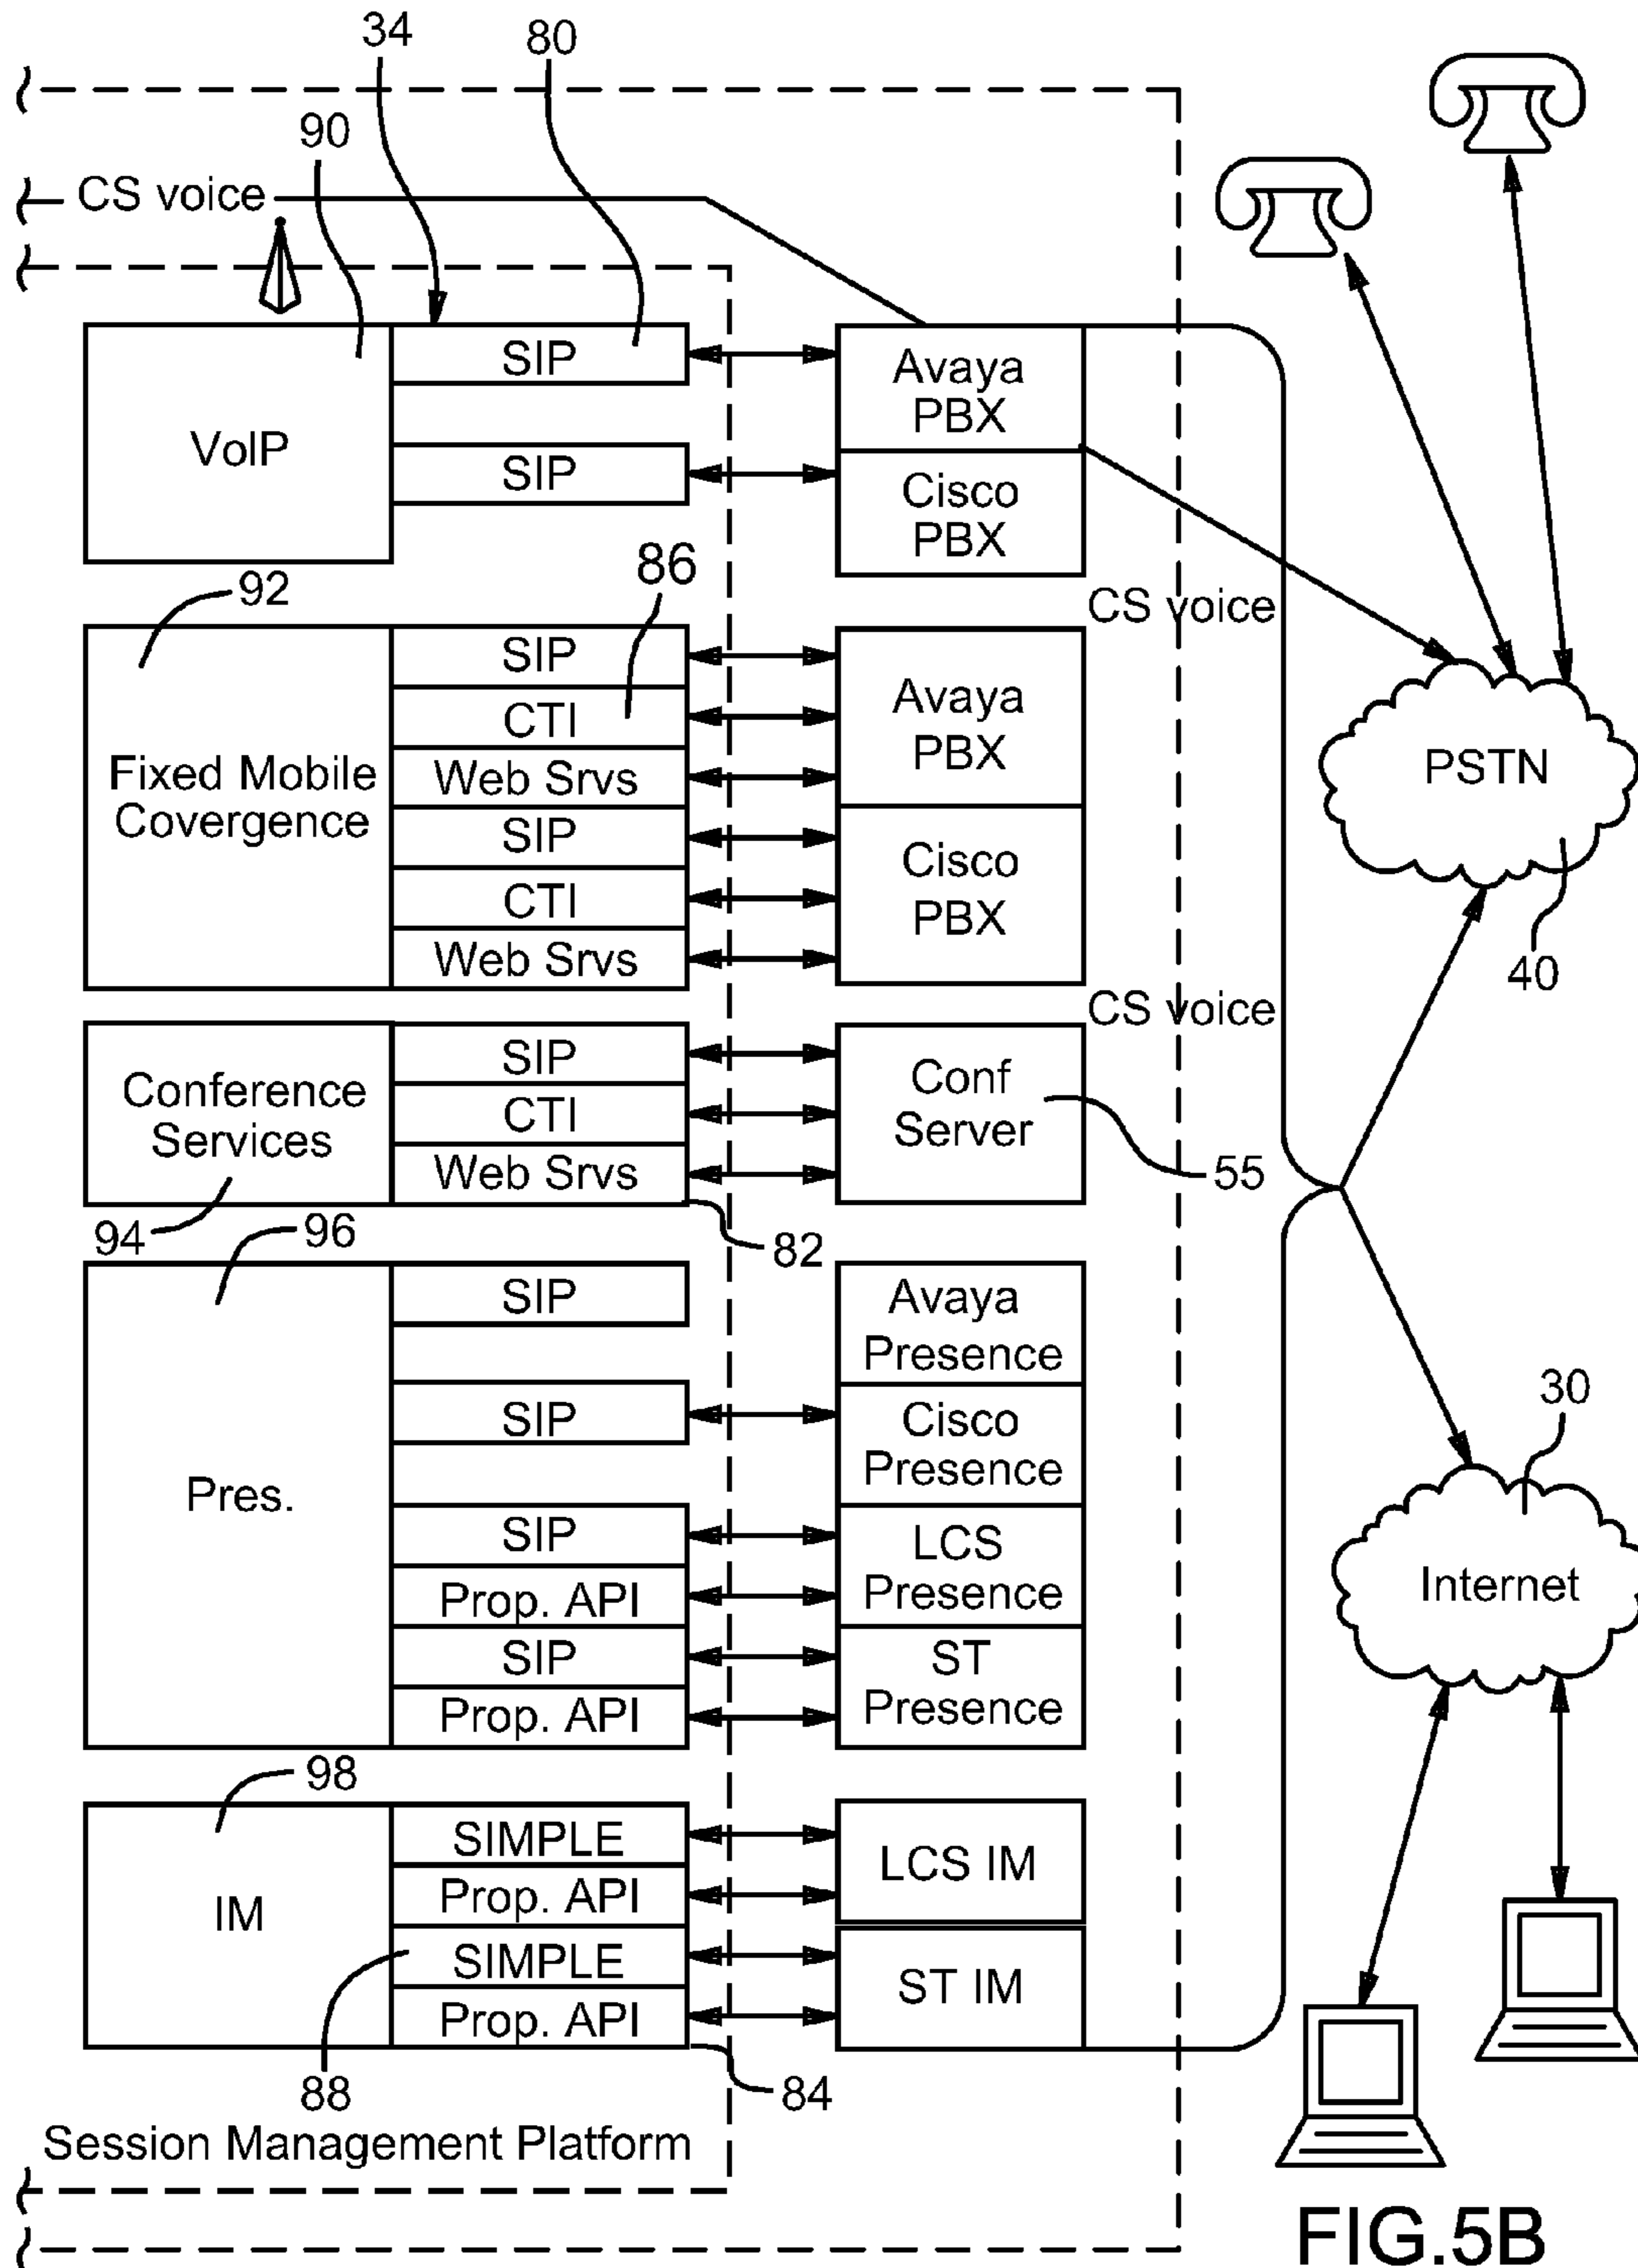 34
80
90
CS voice
VoIP
SIP
SIP
Avaya
PBX
Cisco
PBX
CS voice
92
86
Fixed Mobile
Covergence
SIP
CTI
Web Srvs
SIP
CTI
Web Srvs
Avaya
PBX
Cisco
PBX
CS voice
PSTN
40
Conference
Services
SIP
CTI
Web Srvs
Conf
Server
55
94
96
82
Pres.
SIP
SIP
SIP
Prop. API
SIP
Prop. API
Avaya
Presence
Cisco
Presence
LCS
Presence
ST
Presence
30
Internet
98
IM
SIMPLE
Prop. API
SIMPLE
Prop. API
LCS IM
ST IM
88
84
Session Management Platform
FIG.5B